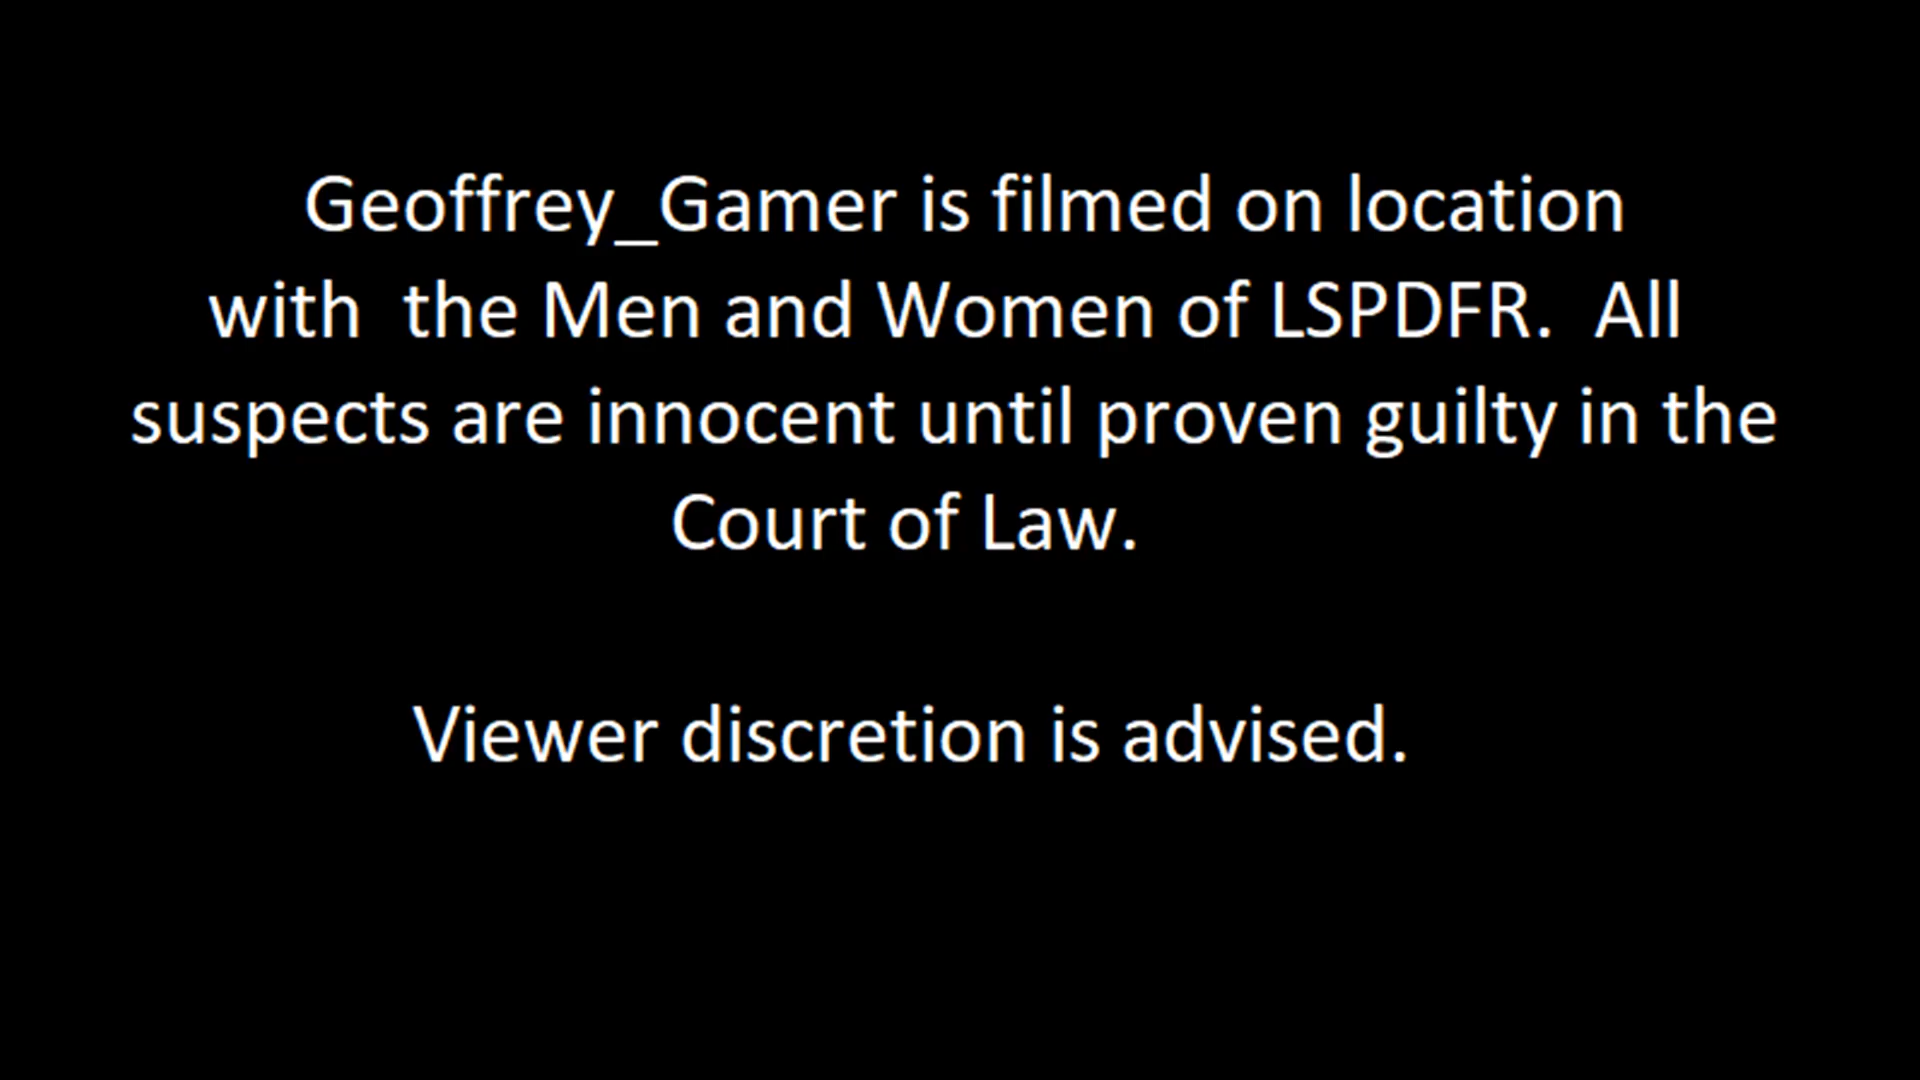 Geoffrey_Gamer is filmed on location
with  the Men and Women of LSPDFR.  All
suspects are innocent until proven guilty in the
Court of Law.
Viewer discretion is advised.